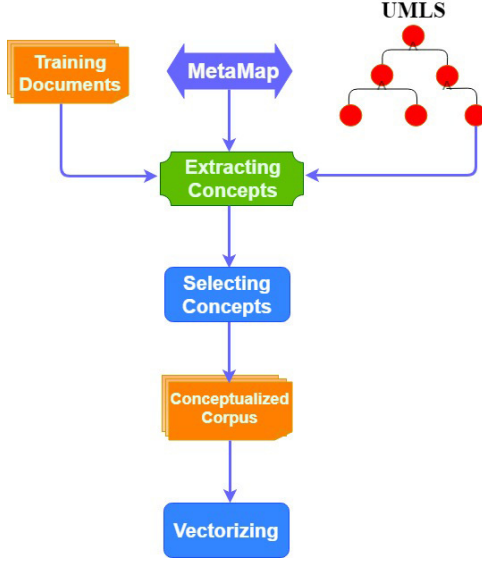 UMLS
Training
Documents
MetaMap
Extracting
Concepts
Selecting
Concepts
Conceptualized
Corpus
Vectorizing